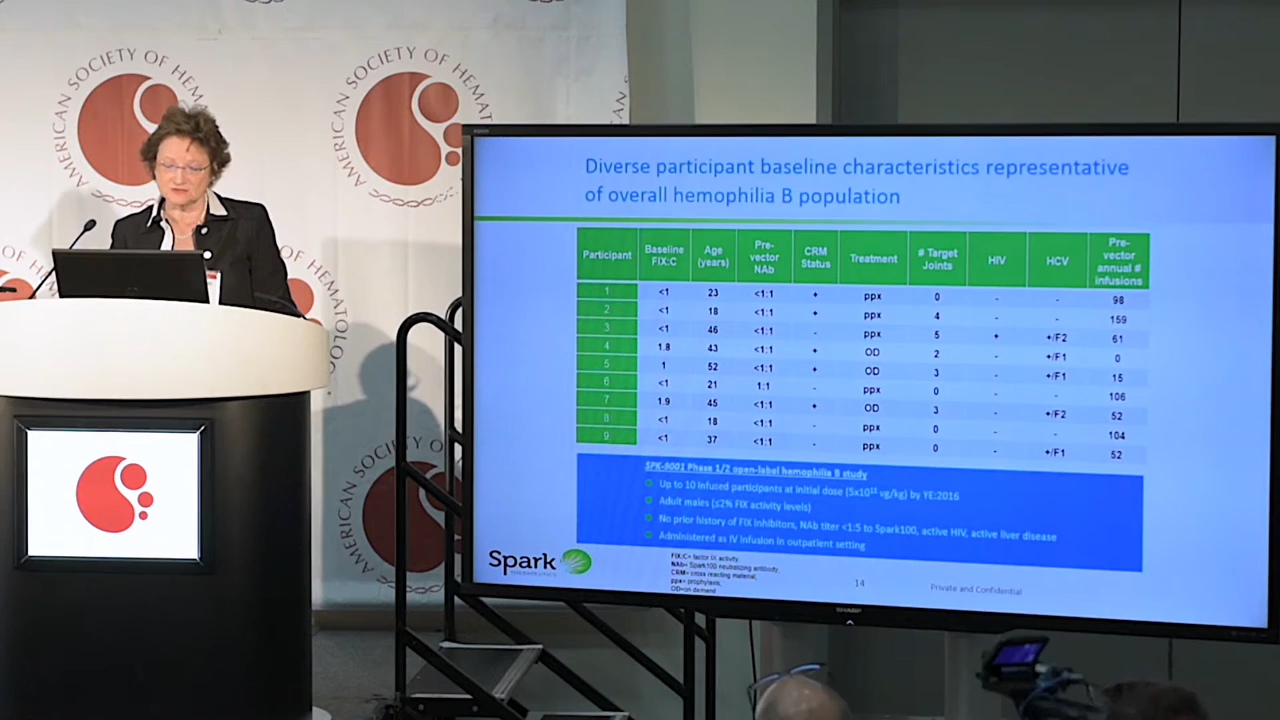 AMERICAN SOCIETY OF HEM
AMERICAN SOCIETY OF HEMAT
Y OF HEMATOLOG
AMERICAN SOCIETY O
Diverse participant baseline characteristics representative
of overall hemophilia B population
Participant Baseline FIX:C Age (years) Pre-vector NAb CRM Status Treatment # Target Joints HIV HCV Pre-vector annual # infusions
1 <1 23 <1:1 + ppx 0 - - 98
2 <1 18 <1:1 + ppx 4 - - 159
3 <1 46 <1:1 - ppx 5 + +/F2 61
4 1.8 43 <1:1 + OD 2 - +/F1 0
5 1 52 <1:1 + OD 3 - +/F1 15
6 <1 21 1:1 - ppx 0 - - 106
7 1.9 45 <1:1 + OD 3 - +/F2 52
8 <1 18 <1:1 - ppx 0 - - 104
9 <1 37 <1:1 - ppx 0 - +/F1 52
SPK-9001 Phase 1/2 open-label hemophilia B study
Up to 10 infused participants at initial dose (5x10¹¹ vg/kg) by YE:2016
Adult males (≤2% FIX activity levels)
No prior history of FIX inhibitors, NAb titer <1:5 to Spark100, active HIV, active liver disease
Administered as IV infusion in outpatient setting
Spark
THERAPEUTICS
FIX:C= factor IX activity,
NAb= Spark100 neutralizing antibody,
CRM= cross reacting material,
ppx= prophylaxis,
OD=on demand
14
Private and Confidential
SHARP